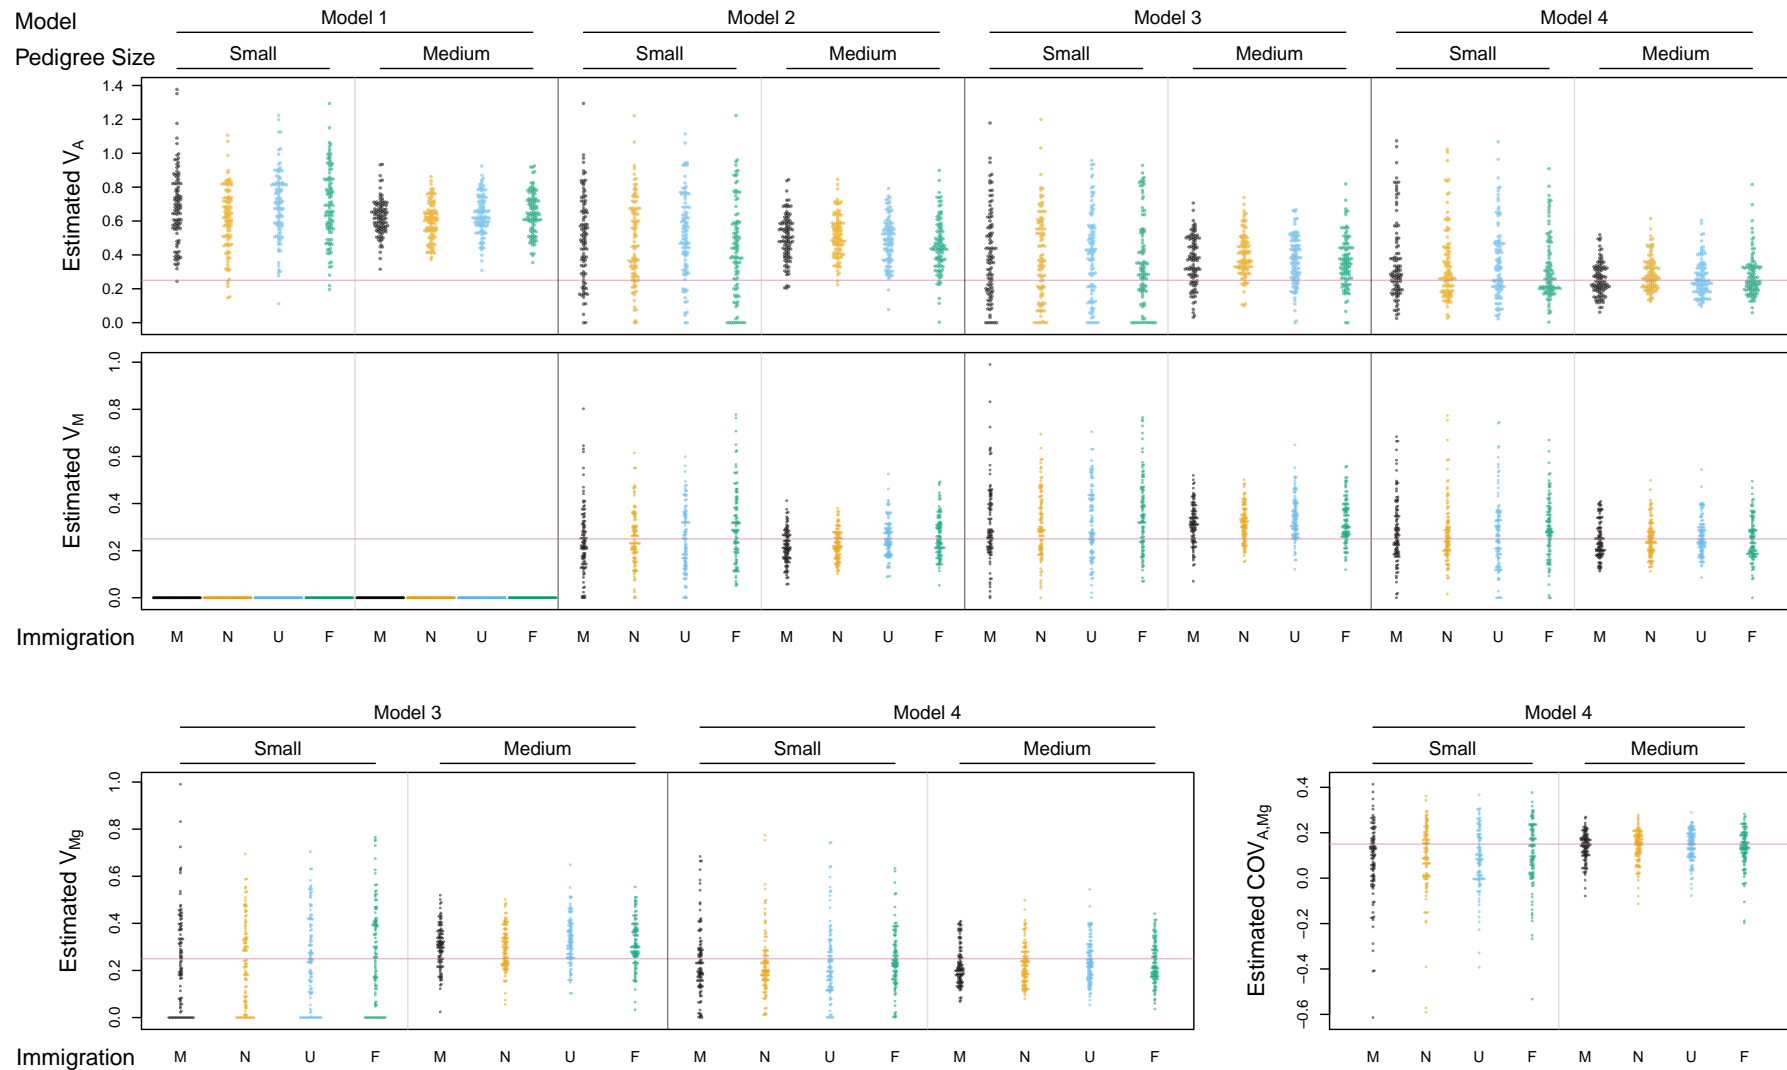 Model Model 1 Model 2 Model 3 Model 4
Pedigree Size Small Medium Small Medium Small Medium Small Medium
Estimated V_A
1.4
1.2
1.0
0.8
0.6
0.4
0.2
0.0
Estimated V_M
1.0
0.8
0.6
0.4
0.2
0.0
Immigration M N U F M N U F M N U F M N U F M N U F M N U F M N U F M N U F
Model 3 Model 4 Model 4
Small Medium Small Medium Small Medium
Estimated V_Mg
1.0
0.8
0.6
0.4
0.2
0.0
Estimated COV_A,Mg
0.4
0.2
0.0
−0.2
−0.4
−0.6
Immigration M N U F M N U F M N U F M N U F M N U F M N U F